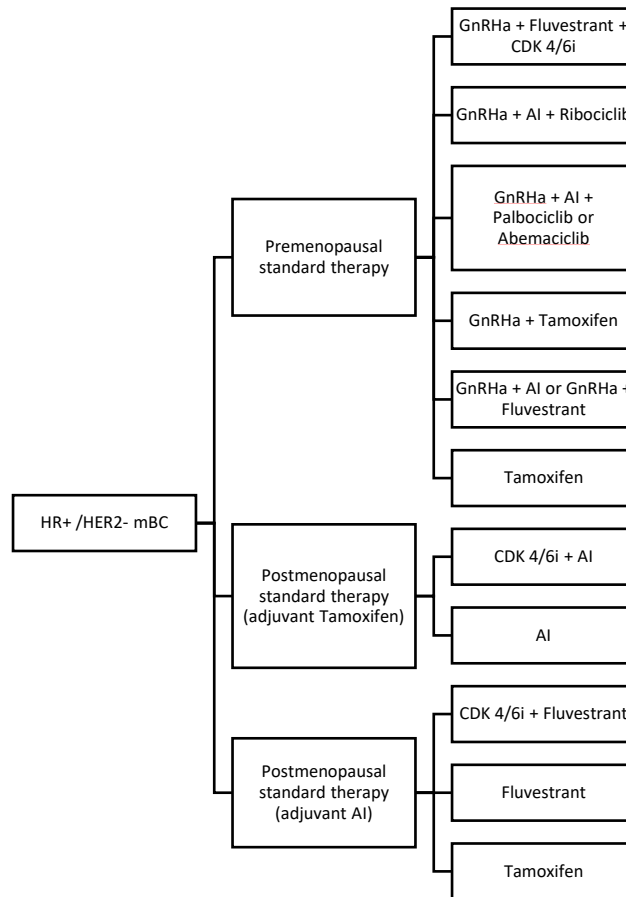 GnRHa + Fluvestrant +
CDK 4/6i
GnRHa + AI + Ribociclib
GnRHa + AI +
Palbociclib or
Abemaciclib
Premenopausal
standard therapy
GnRHa + Tamoxifen
GnRHa + AI or GnRHa +
Fluvestrant
Tamoxifen
HR+ /HER2- mBC
Postmenopausal
standard therapy
(adjuvant Tamoxifen)
CDK 4/6i + AI
AI
Postmenopausal
standard therapy
(adjuvant AI)
CDK 4/6i + Fluvestrant
Fluvestrant
Tamoxifen